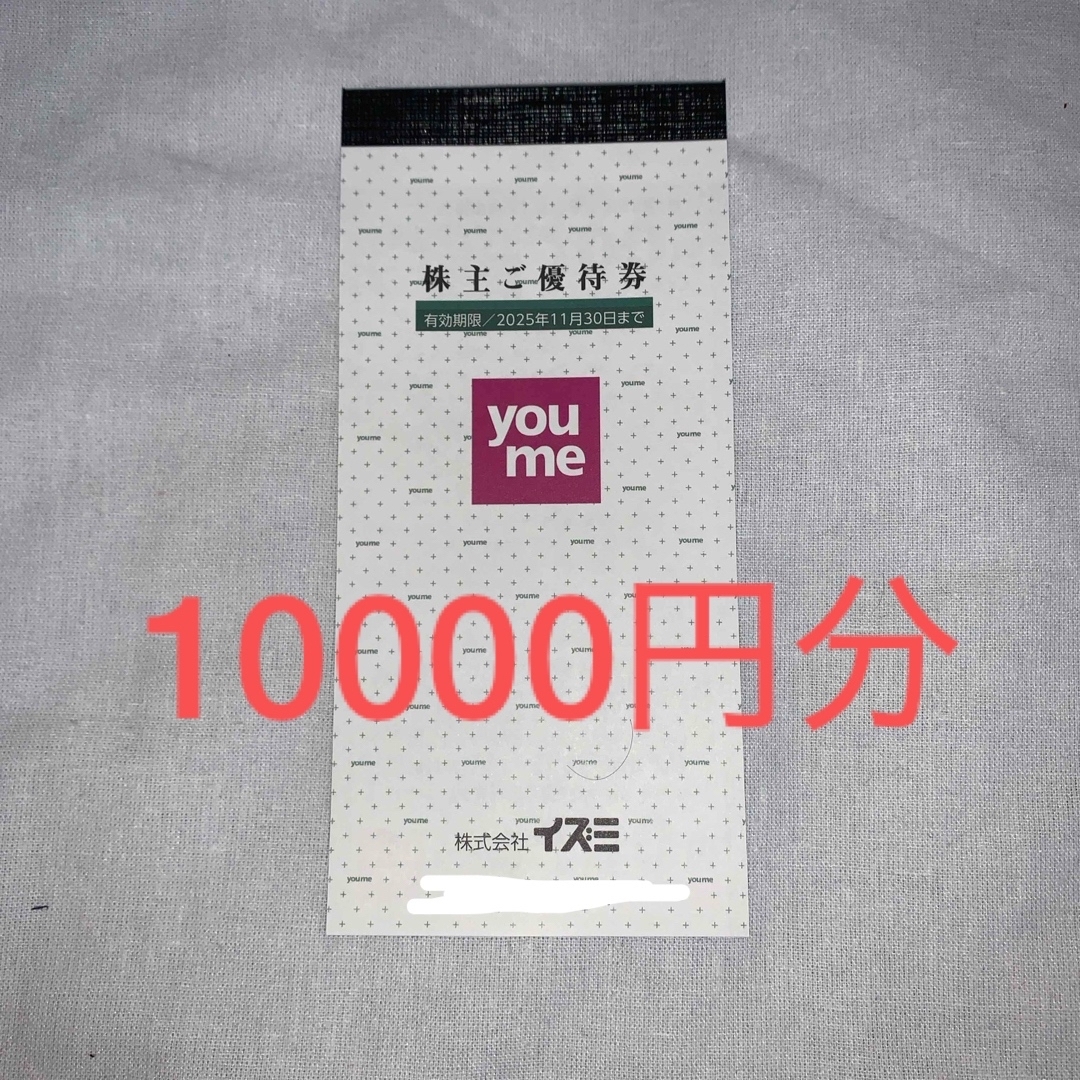 株主ご優待券
有効期限／2025年11月30日まで
you
me
10000円分
株式会社イズミ